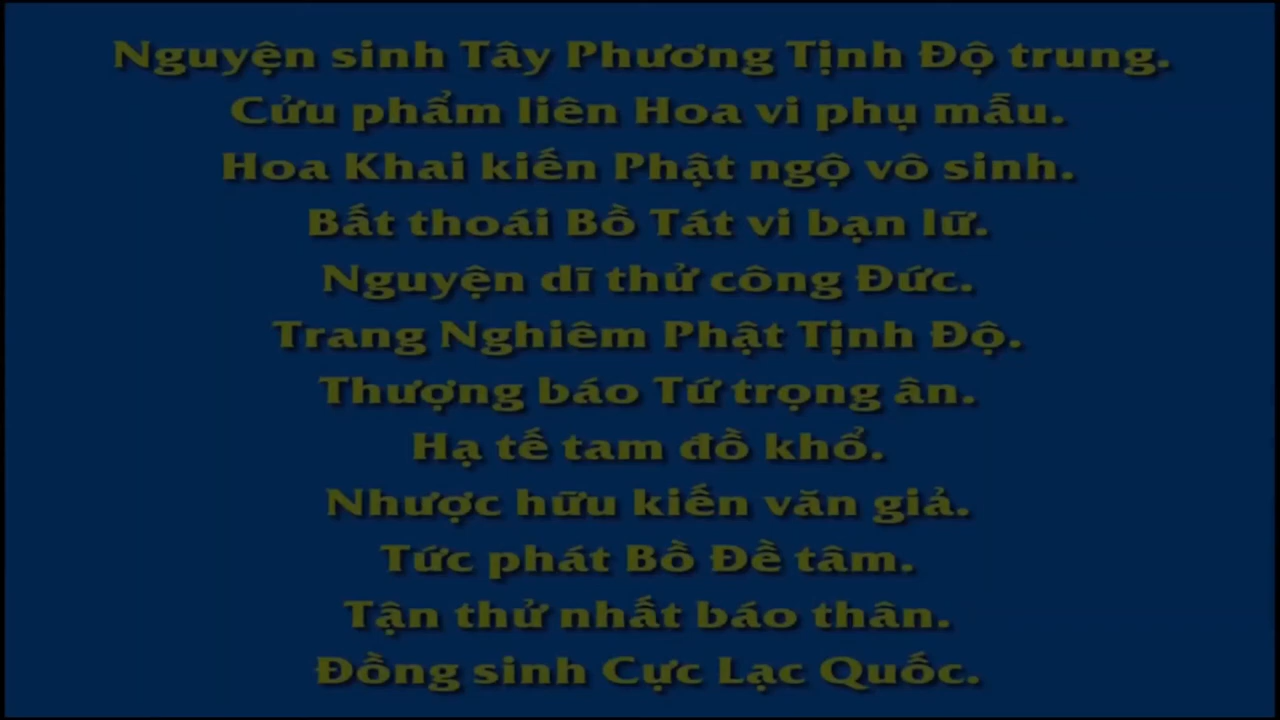 Nguyện sinh Tây Phương Tịnh Độ trung.
Cửu phẩm liên Hoa vi phụ mẫu.
Hoa Khai kiến Phật ngộ vô sinh.
Bất thoái Bồ Tát vi bạn lữ.
Nguyện dĩ thử công Đức.
Trang Nghiêm Phật Tịnh Độ.
Thượng báo Tứ trọng ân.
Hạ tế tam đồ khổ.
Nhược hữu kiến văn giả.
Tức phát Bồ Đề tâm.
Tận thử nhất báo thân.
Đồng sinh Cực Lạc Quốc.